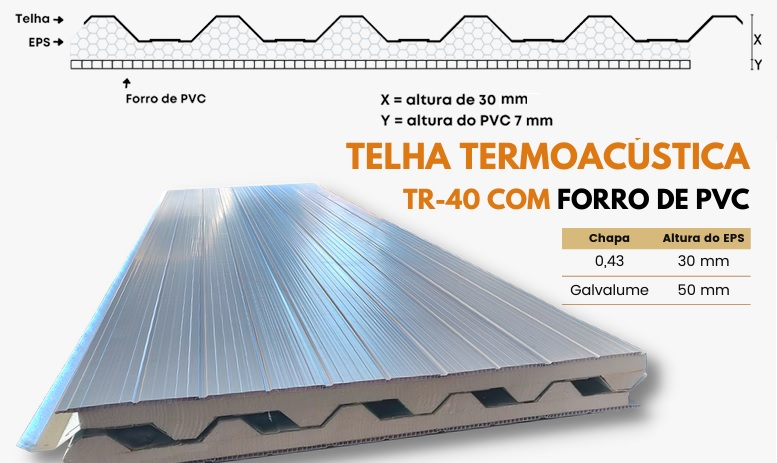 Telha
EPS
X
Y
Forro de PVC
X = altura de 30 mm
Y = altura do PVC 7 mm
TELHA TERMOACÚSTICA
TR-40 COM FORRO DE PVC
Chapa Altura do EPS
0,43 30 mm
Galvalume 50 mm